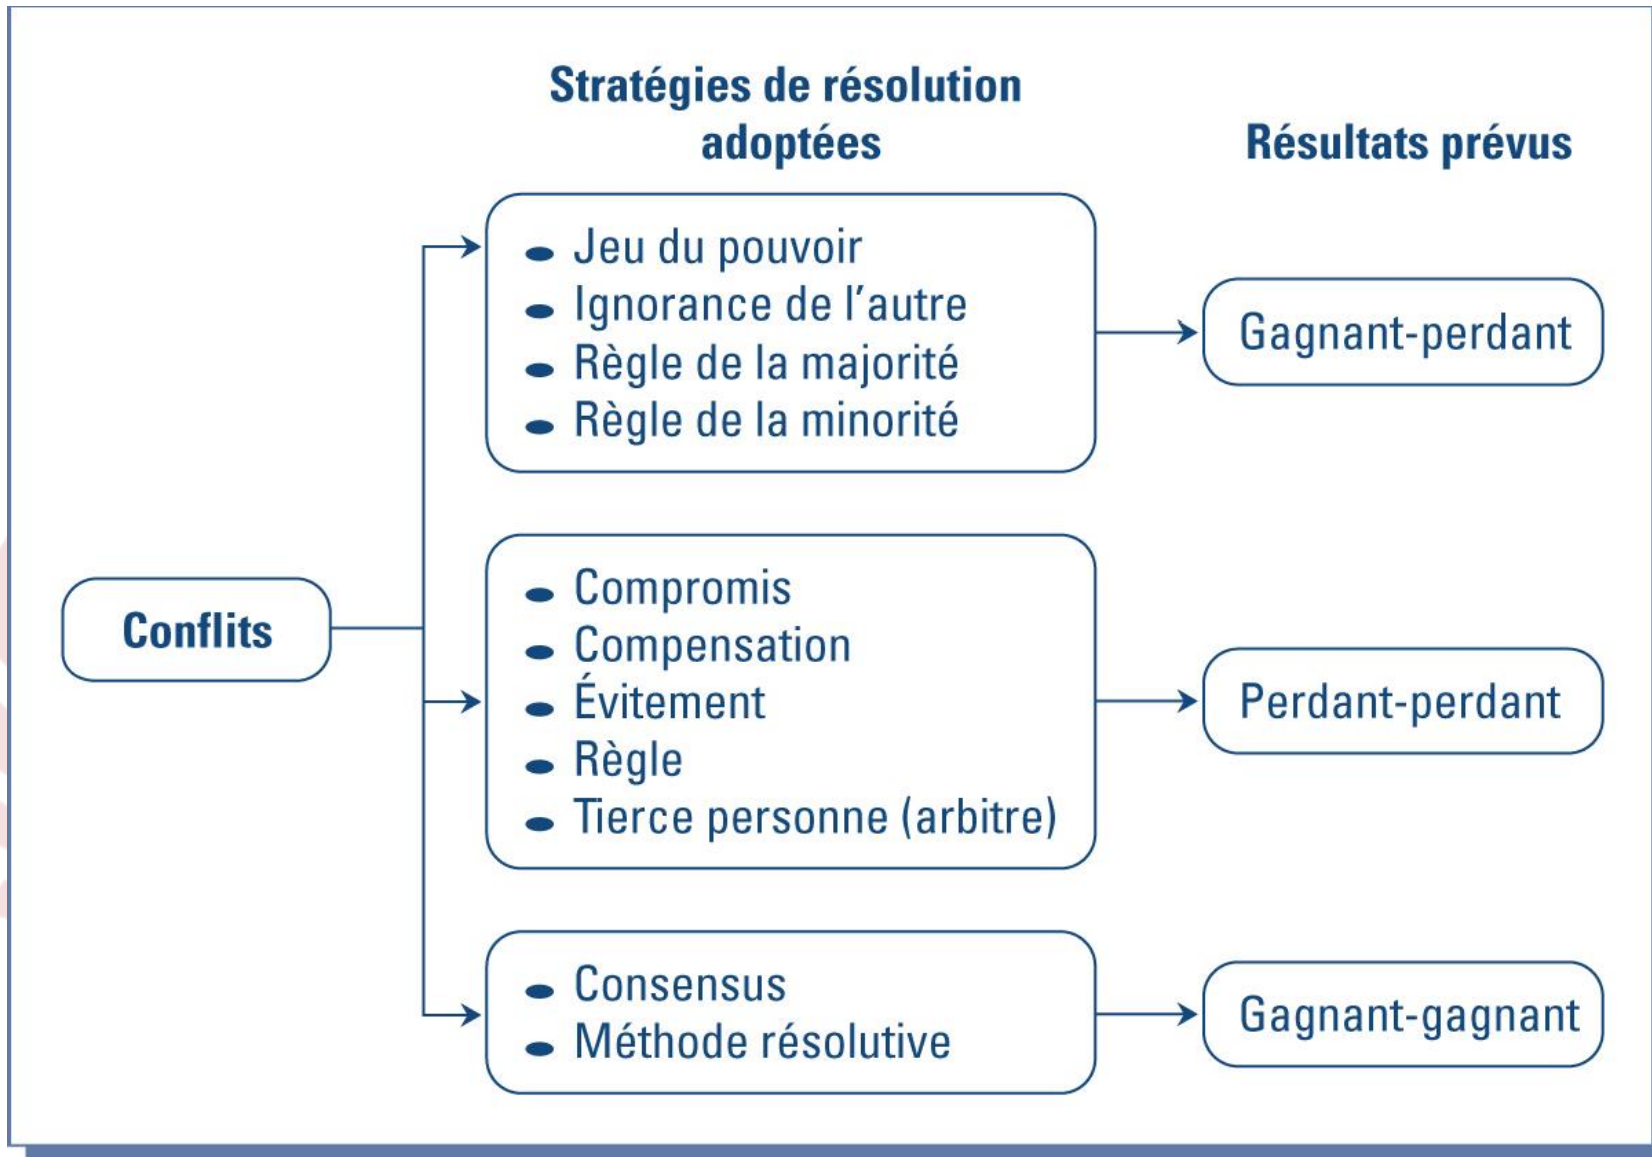 Stratégies de résolution
adoptées
Résultats prévus
Jeu du pouvoir
Ignorance de l’autre
Règle de la majorité
Règle de la minorité
Gagnant-perdant
Conflits
Compromis
Compensation
Évitement
Règle
Tierce personne (arbitre)
Perdant-perdant
Consensus
Méthode résolutive
Gagnant-gagnant